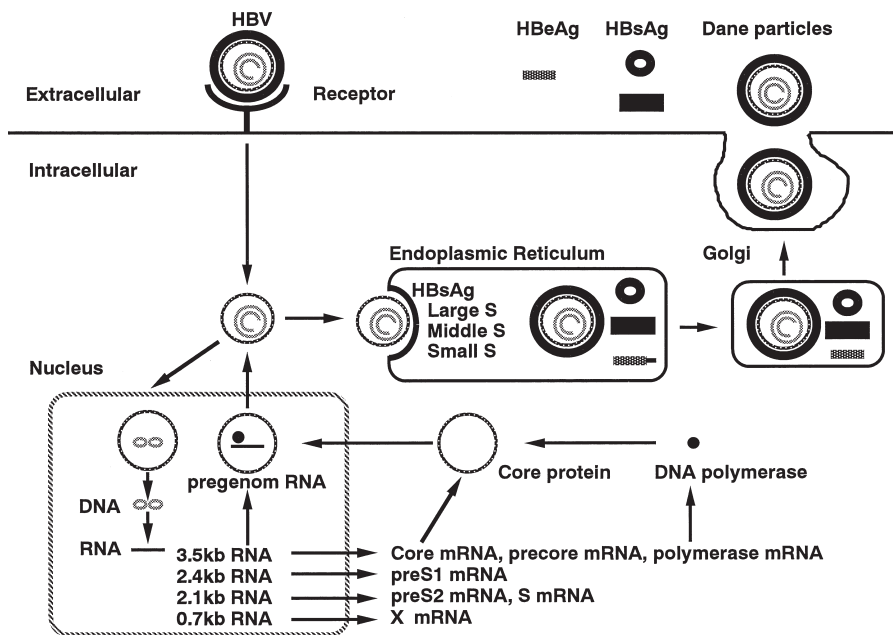 HBV
HBeAg
HBsAg
Dane particles
Extracellular
Receptor
Intracellular
Endoplasmic Reticulum
Golgi
HBsAg
Large S
Middle S
Small S
Nucleus
pregenom RNA
Core protein
DNA polymerase
DNA
RNA
3.5kb RNA
Core mRNA, precore mRNA, polymerase mRNA
2.4kb RNA
preS1 mRNA
2.1kb RNA
preS2 mRNA, S mRNA
0.7kb RNA
X mRNA